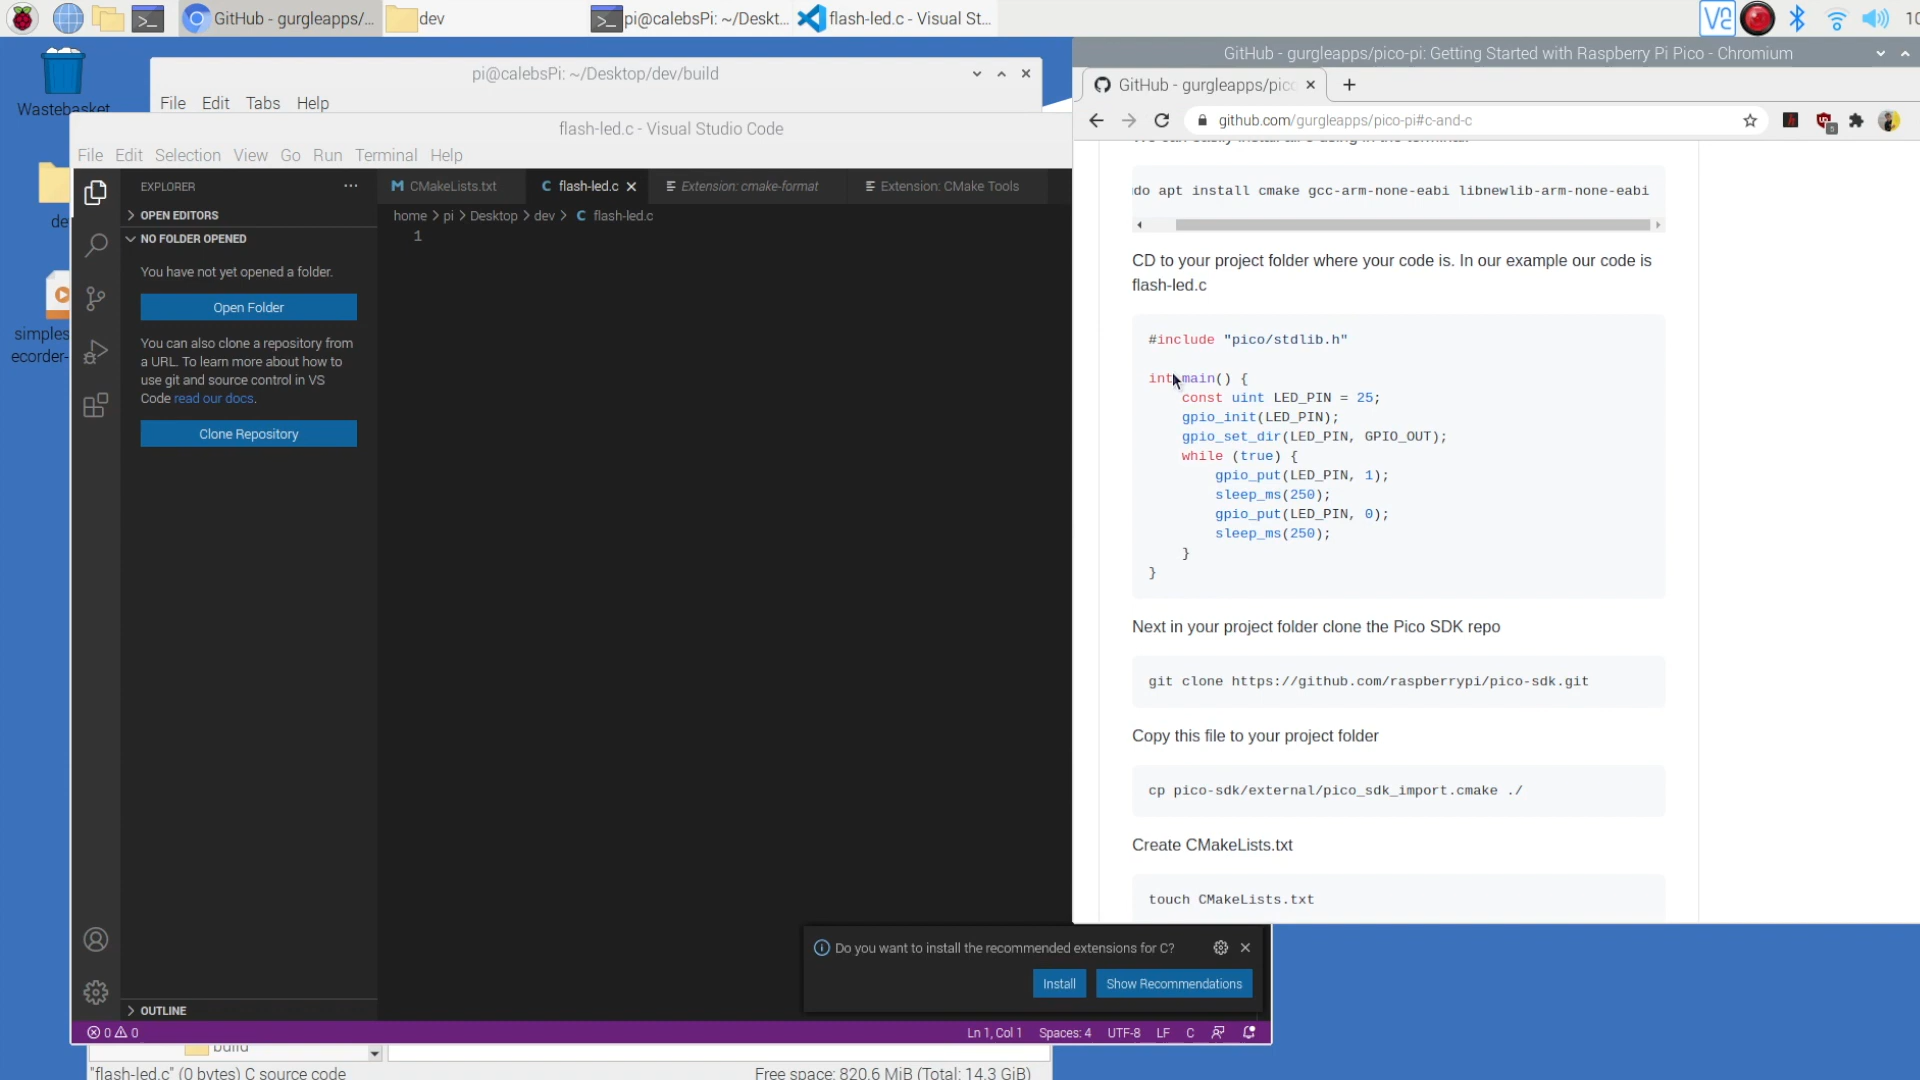 GitHub - gurgleapps/...
dev
pi@calebsPi: ~/Deskt...
flash-led.c - Visual St...
10
Wastebasket
de
simples
ecorder-
pi@calebsPi: ~/Desktop/dev/build
File Edit Tabs Help
flash-led.c - Visual Studio Code
File Edit Selection View Go Run Terminal Help
EXPLORER
OPEN EDITORS
NO FOLDER OPENED
You have not yet opened a folder.
Open Folder
You can also clone a repository from
a URL. To learn more about how to
use git and source control in VS
Code read our docs.
Clone Repository
OUTLINE
CMakeLists.txt
flash-led.c
Extension: cmake-format
Extension: CMake Tools
home > pi > Desktop > dev > C flash-led.c
1
Do you want to install the recommended extensions for C?
Install
Show Recommendations
0 0
Ln 1, Col 1 Spaces: 4 UTF-8 LF C
build
"flash-led.c" (0 bytes) C source code
Free space: 820.6 MiB (Total: 14.3 GiB)
GitHub - gurgleapps/pico-pi: Getting Started with Raspberry Pi Pico - Chromium
GitHub - gurgleapps/pico
github.com/gurgleapps/pico-pi#c-and-c
do apt install cmake gcc-arm-none-eabi libnewlib-arm-none-eabi
CD to your project folder where your code is. In our example our code is
flash-led.c
#include "pico/stdlib.h"
int main() {
const uint LED_PIN = 25;
gpio_init(LED_PIN);
gpio_set_dir(LED_PIN, GPIO_OUT);
while (true) {
gpio_put(LED_PIN, 1);
sleep_ms(250);
gpio_put(LED_PIN, 0);
sleep_ms(250);
}
}
Next in your project folder clone the Pico SDK repo
git clone https://github.com/raspberrypi/pico-sdk.git
Copy this file to your project folder
cp pico-sdk/external/pico_sdk_import.cmake ./
Create CMakeLists.txt
touch CMakeLists.txt